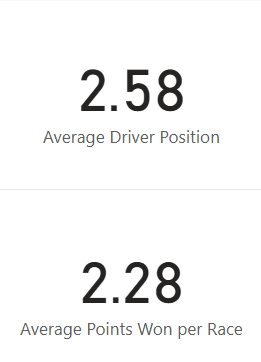 2.58
Average Driver Position
2.28
Average Points Won per Race